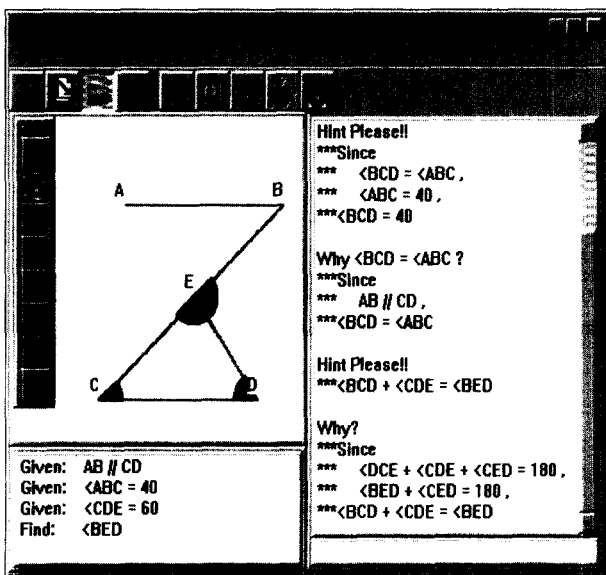 A B
E
C D
Given: AB // CD
Given: <ABC = 40
Given: <CDE = 60
Find: <BED
Hint Please!!
***Since
*** <BCD = <ABC ,
*** <ABC = 40 ,
***<BCD = 40
Why <BCD = <ABC ?
***Since
*** AB // CD ,
***<BCD = <ABC
Hint Please!!
***<BCD + <CDE = <BED
Why?
***Since
*** <DCE + <CDE + <CED = 180 ,
*** <BED + <CED = 180 ,
***<BCD + <CDE = <BED